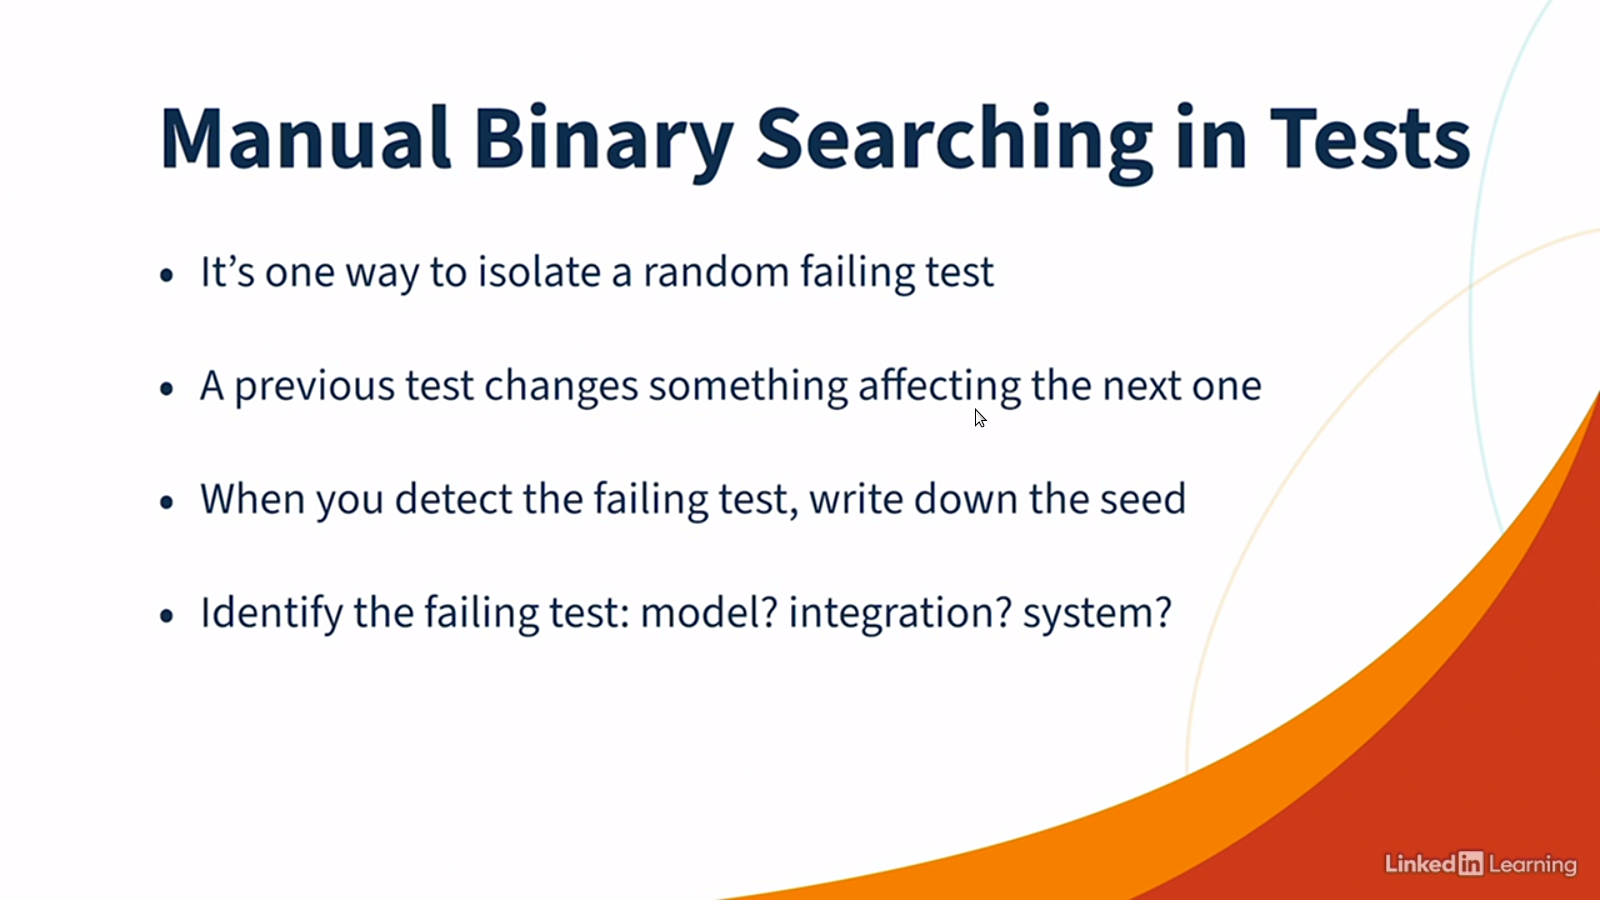 Manual Binary Searching in Tests
• It’s one way to isolate a random failing test
• A previous test changes something affecting the next one
• When you detect the failing test, write down the seed
• Identify the failing test: model? integration? system?
Linked in Learning